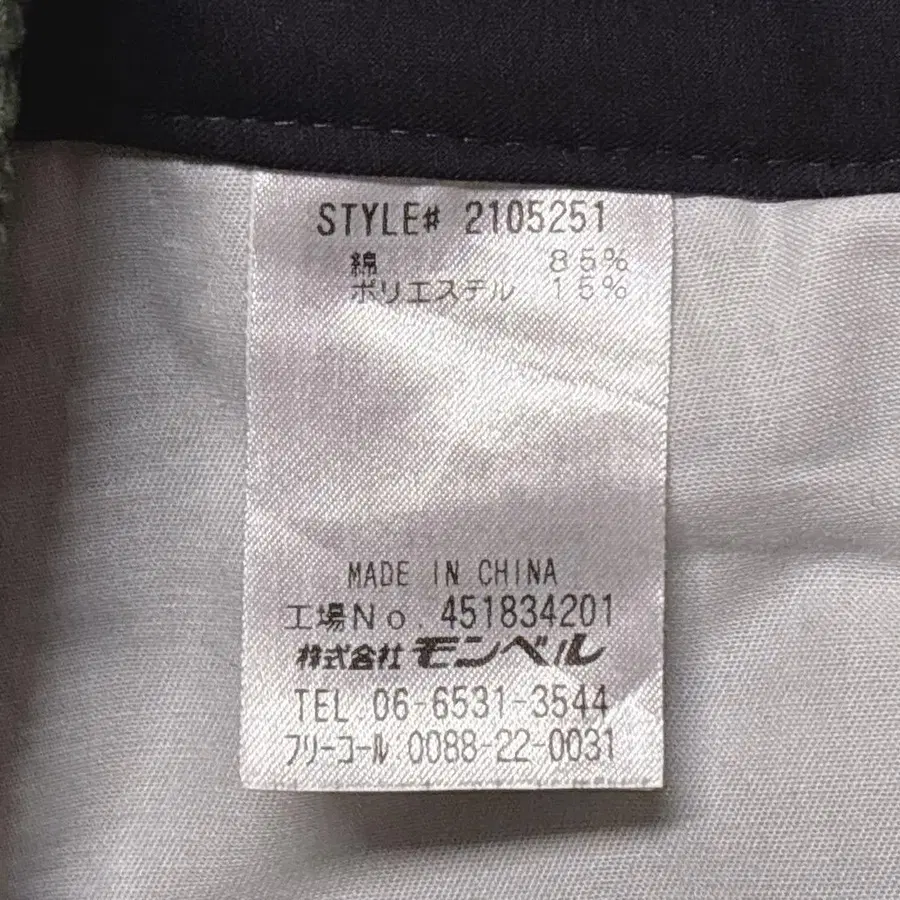 STYLE# 2105251
綿 85%
ポリエステル 15%
MADE IN CHINA
工場No. 451834201
株式会社 モンベル
TEL.06-6531-3544
フリーコール:0088-22-0031